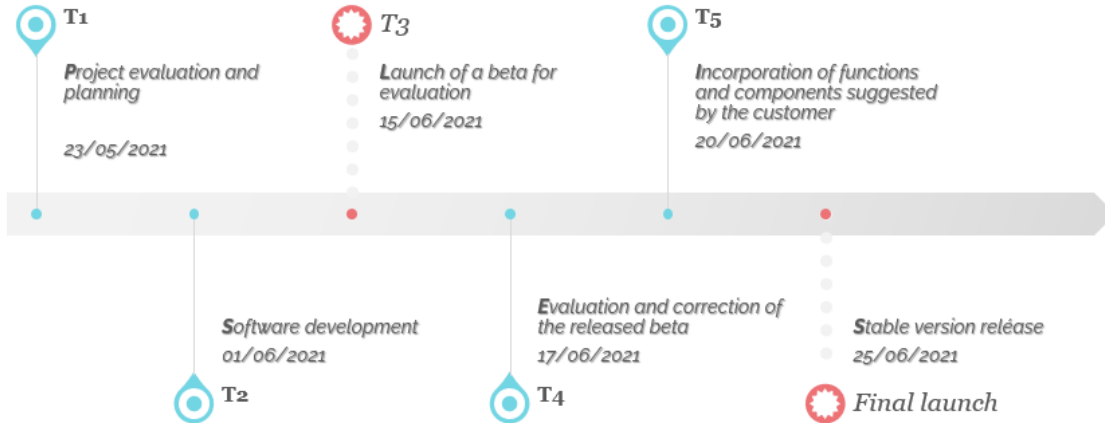 T1
Project evaluation and
planning
23/05/2021
T3
Launch of a beta for
evaluation
15/06/2021
T5
Incorporation of functions
and components suggested
by the customer
20/06/2021
Software development
01/06/2021
T2
Evaluation and correction of
the released beta
17/06/2021
T4
Stable version reléase
25/06/2021
Final launch